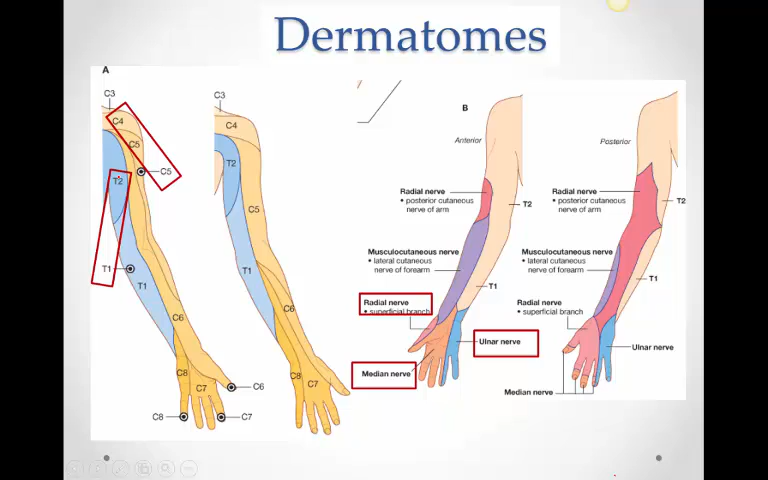 Dermatomes
A
C3
C4
C5
C5
T2
T1
T1
C6
C8
C7
C6
C8
C7
C3
C4
T2
C5
T1
C6
C8
C7
B
Anterior
Radial nerve
• posterior cutaneous
nerve of arm
T2
Musculocutaneous nerve
• lateral cutaneous
nerve of forearm
T1
Radial nerve
• superficial branch
Ulnar nerve
Median nerve
Posterior
Radial nerve
• posterior cutaneous
nerve of arm
T2
Musculocutaneous nerve
• lateral cutaneous
nerve of forearm
T1
Radial nerve
• superficial branch
Ulnar nerve
Median nerve